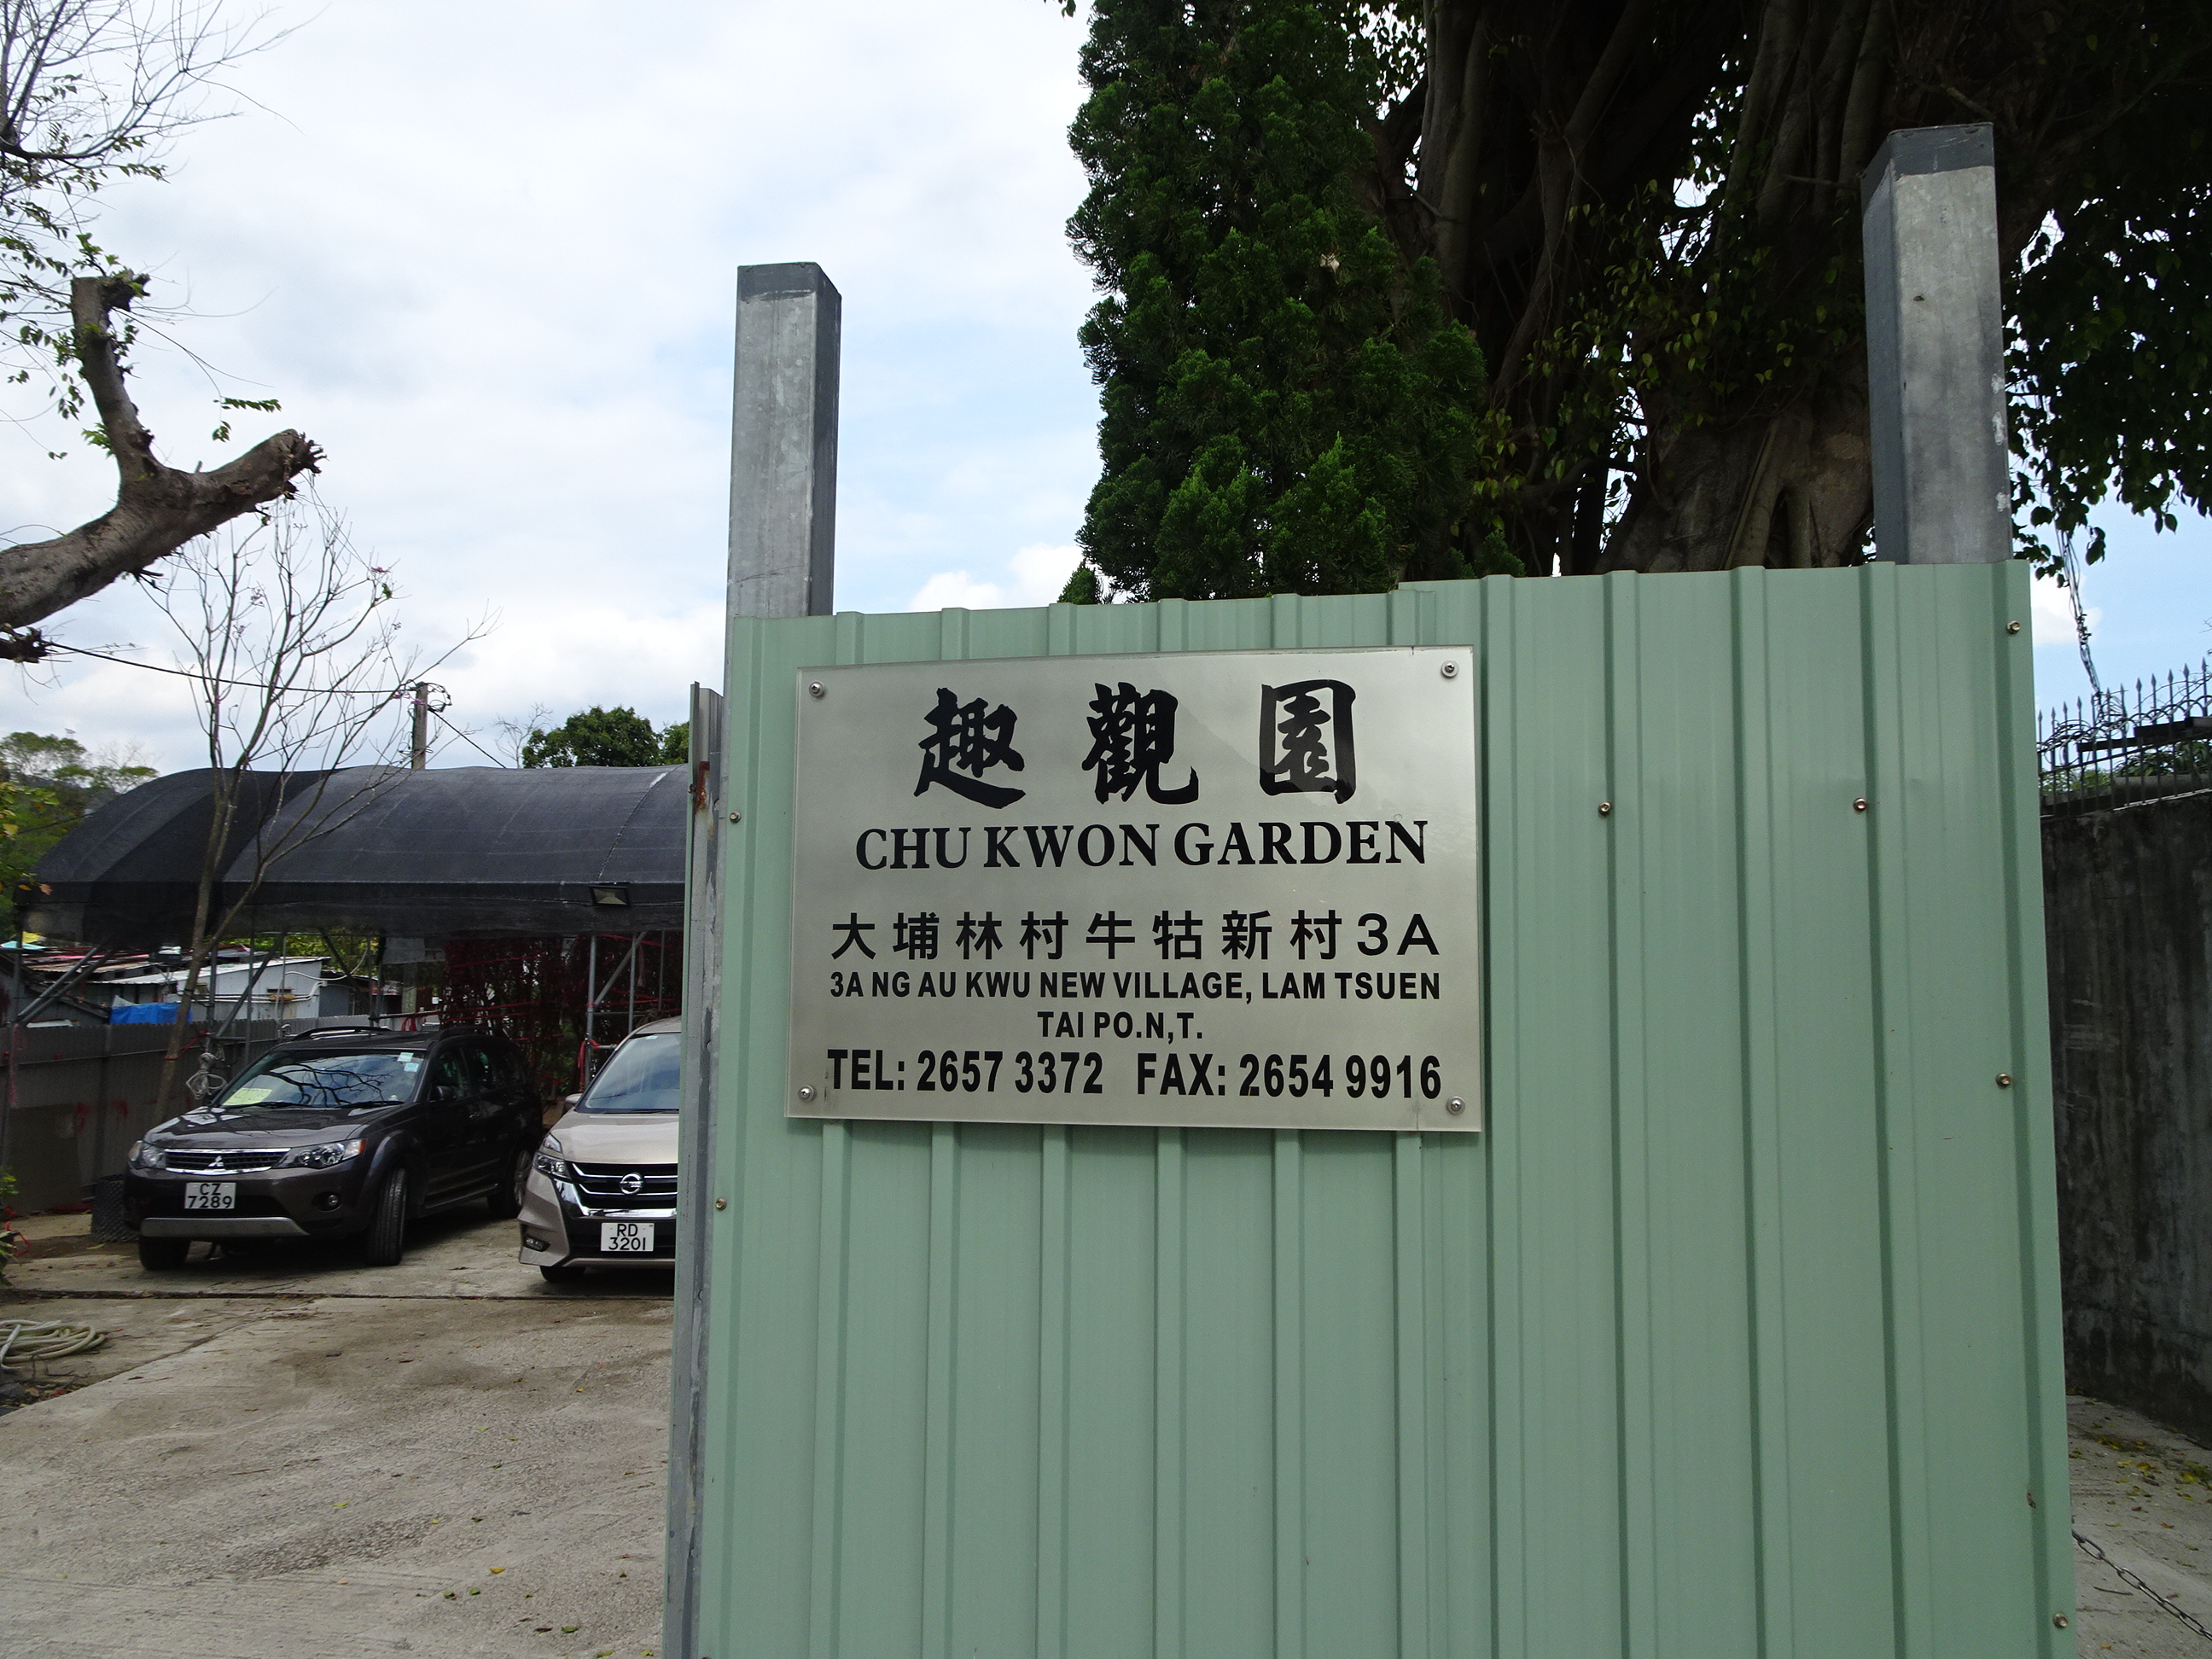 趣觀園
CHU KWON GARDEN
大埔林村牛牯新村3A
3A NG AU KWU NEW VILLAGE, LAM TSUEN
TAI PO.N,T.
TEL: 2657 3372 FAX: 2654 9916
CZ
7289
RD
3201